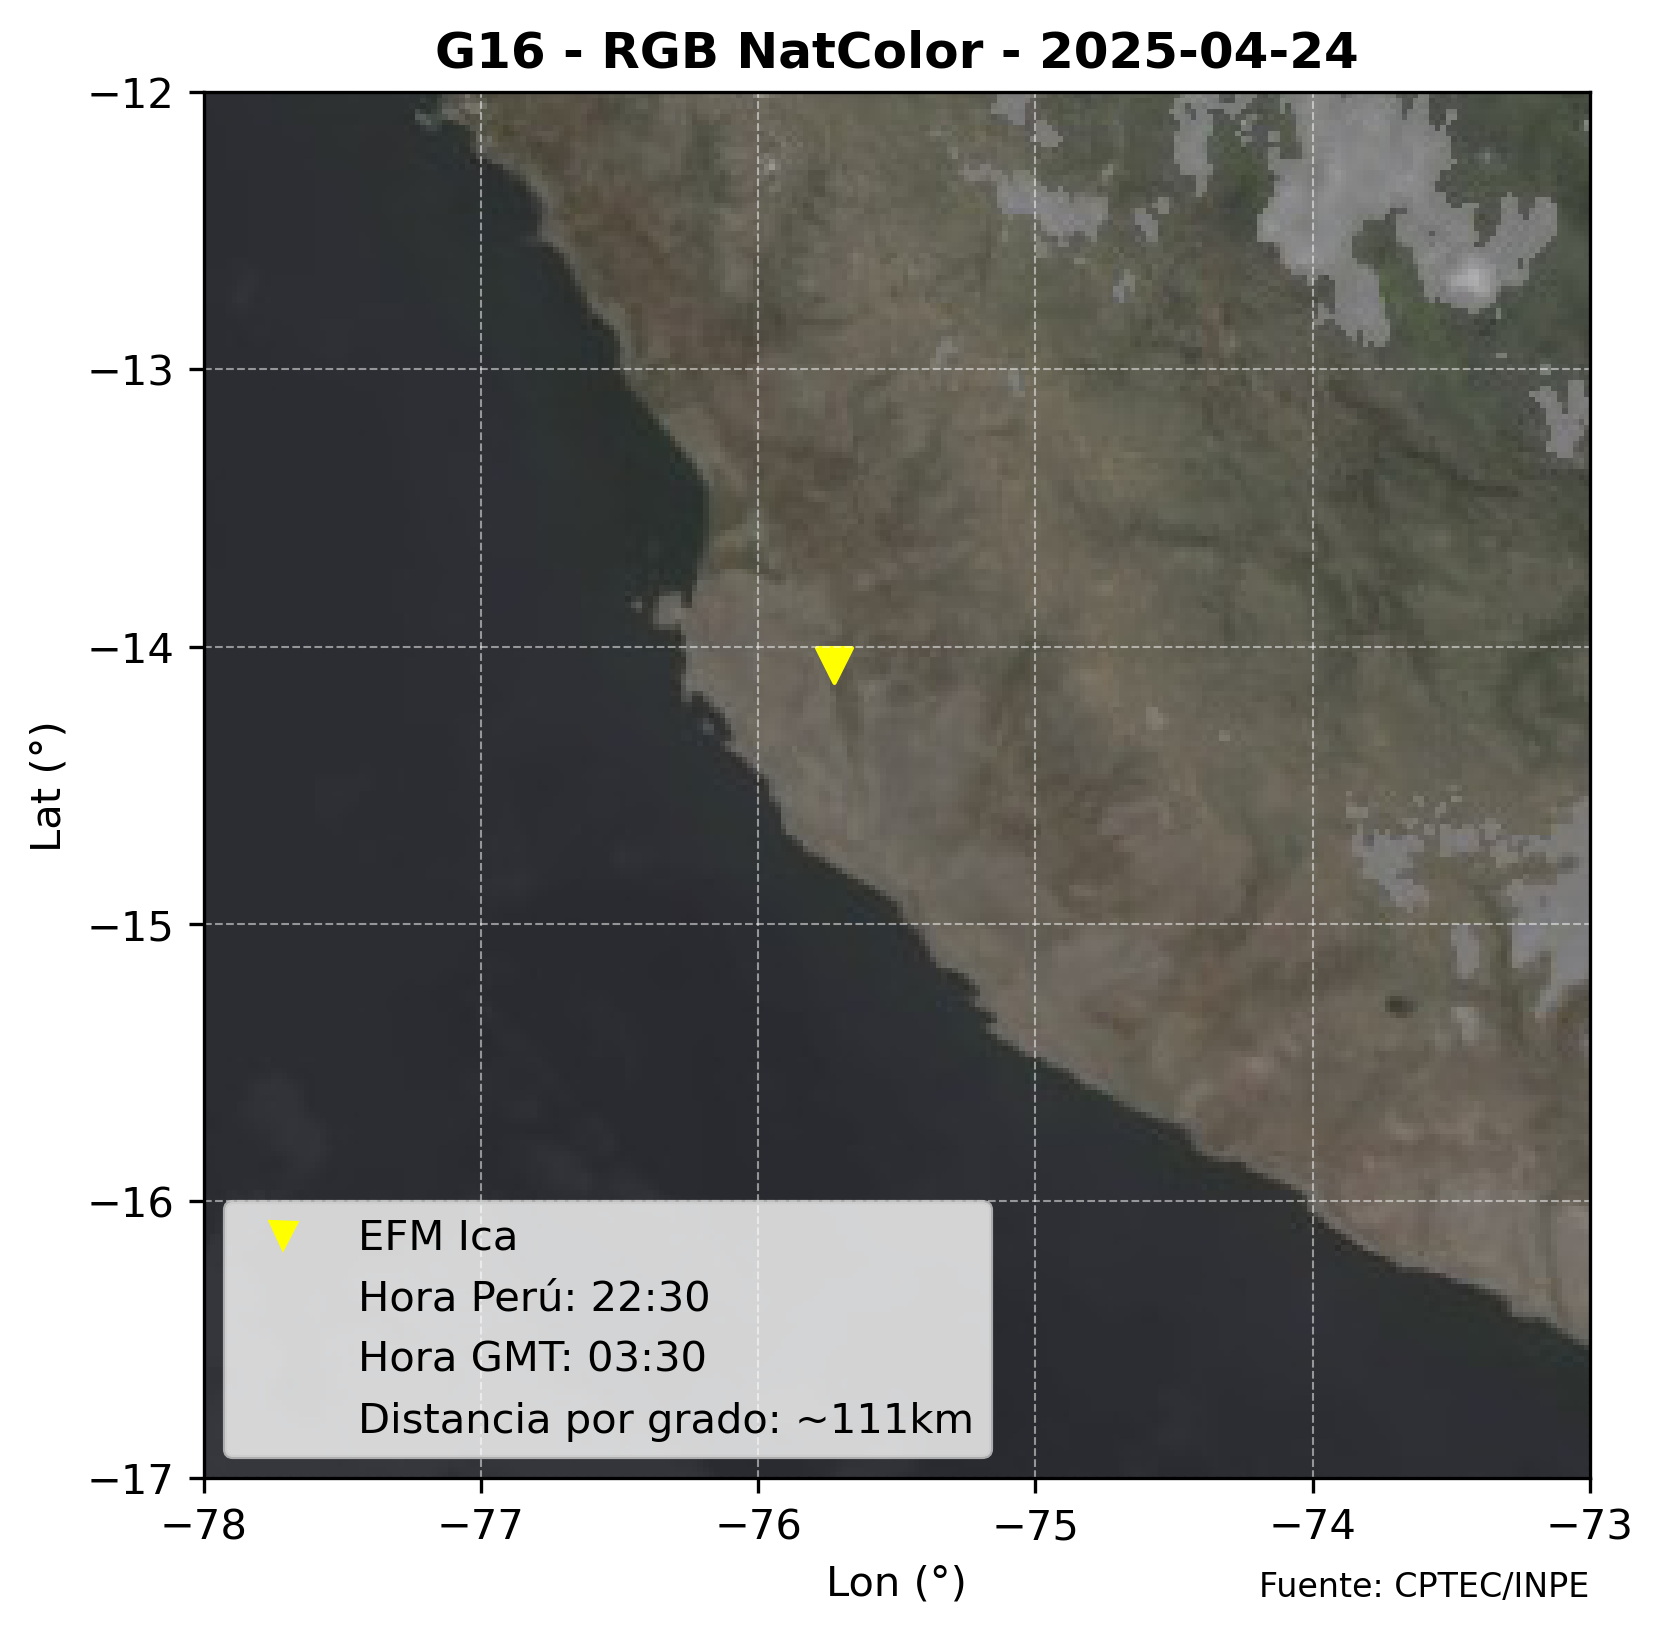 G16 - RGB NatColor - 2025-04-24
−12
−13
−14
−15
−16
−17
Lat (°)
EFM Ica
Hora Perú: 22:30
Hora GMT: 03:30
Distancia por grado: ~111km
−78
−77
−76
−75
−74
−73
Lon (°)
Fuente: CPTEC/INPE